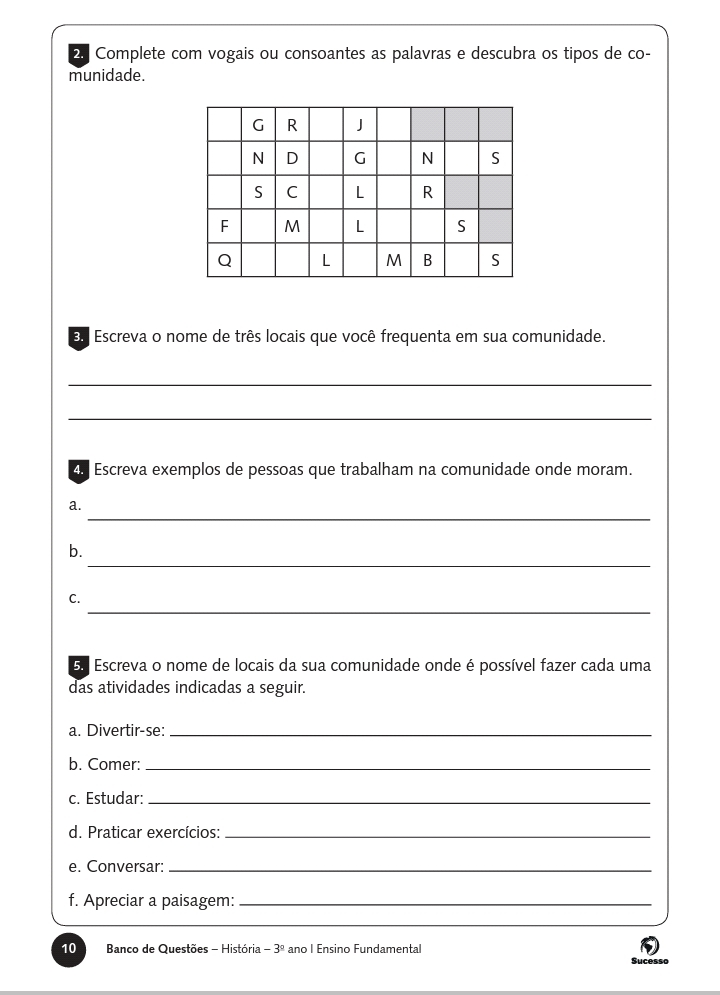 2. Complete com vogais ou consoantes as palavras e descubra os tipos de co-
munidade.
G R J
N D G N S
S C L R
F M L S
Q L M B S
3. Escreva o nome de três locais que você frequenta em sua comunidade.
4. Escreva exemplos de pessoas que trabalham na comunidade onde moram.
a.
b.
c.
5. Escreva o nome de locais da sua comunidade onde é possível fazer cada uma
das atividades indicadas a seguir.
a. Divertir-se:
b. Comer:
c. Estudar:
d. Praticar exercícios:
e. Conversar:
f. Apreciar a paisagem:
10 Banco de Questões – História – 3º ano | Ensino Fundamental
Sucesso